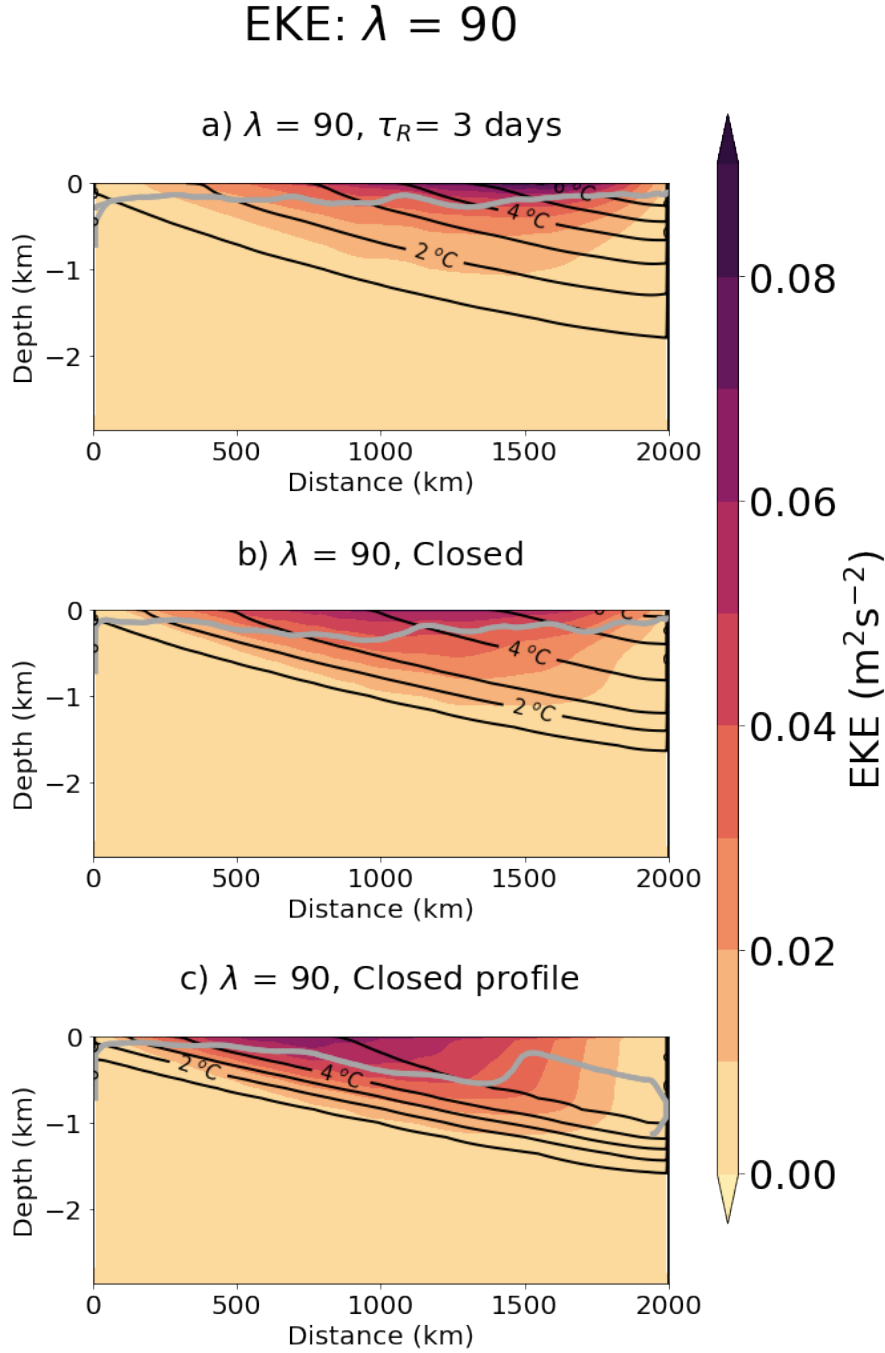 EKE: λ = 90
a) λ = 90, τ_R= 3 days
0
−1
−2
Depth (km)
6 °C
4 °C
2 °C
0 500 1000 1500 2000
Distance (km)
b) λ = 90, Closed
0
−1
−2
Depth (km)
4 °C
2 °C
0 500 1000 1500 2000
Distance (km)
c) λ = 90, Closed profile
0
−1
−2
Depth (km)
2 °C
4 °C
0 500 1000 1500 2000
Distance (km)
0.08
0.06
0.04
0.02
0.00
EKE (m²s⁻²)